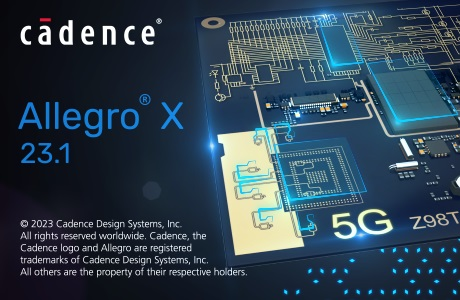 cādence®
Allegro® X
23.1
© 2023 Cadence Design Systems, Inc.
All rights reserved worldwide. Cadence, the
Cadence logo and Allegro are registered
trademarks of Cadence Design Systems, Inc.
All others are the property of their respective holders.
5G
Z98T